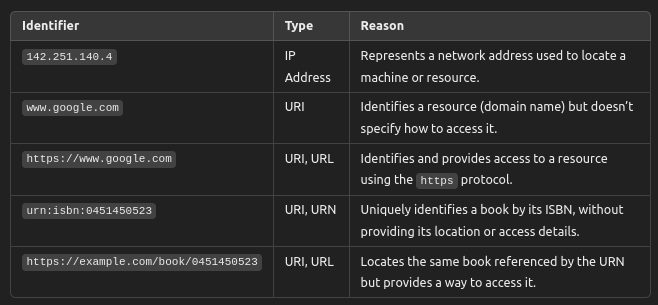 Identifier Type Reason
142.251.140.4 IP Address Represents a network address used to locate a
machine or resource.
www.google.com URI Identifies a resource (domain name) but doesn’t
specify how to access it.
https://www.google.com URI, URL Identifies and provides access to a resource
using the https protocol.
urn:isbn:0451450523 URI, URN Uniquely identifies a book by its ISBN, without
providing its location or access details.
https://example.com/book/0451450523 URI, URL Locates the same book referenced by the URN
but provides a way to access it.